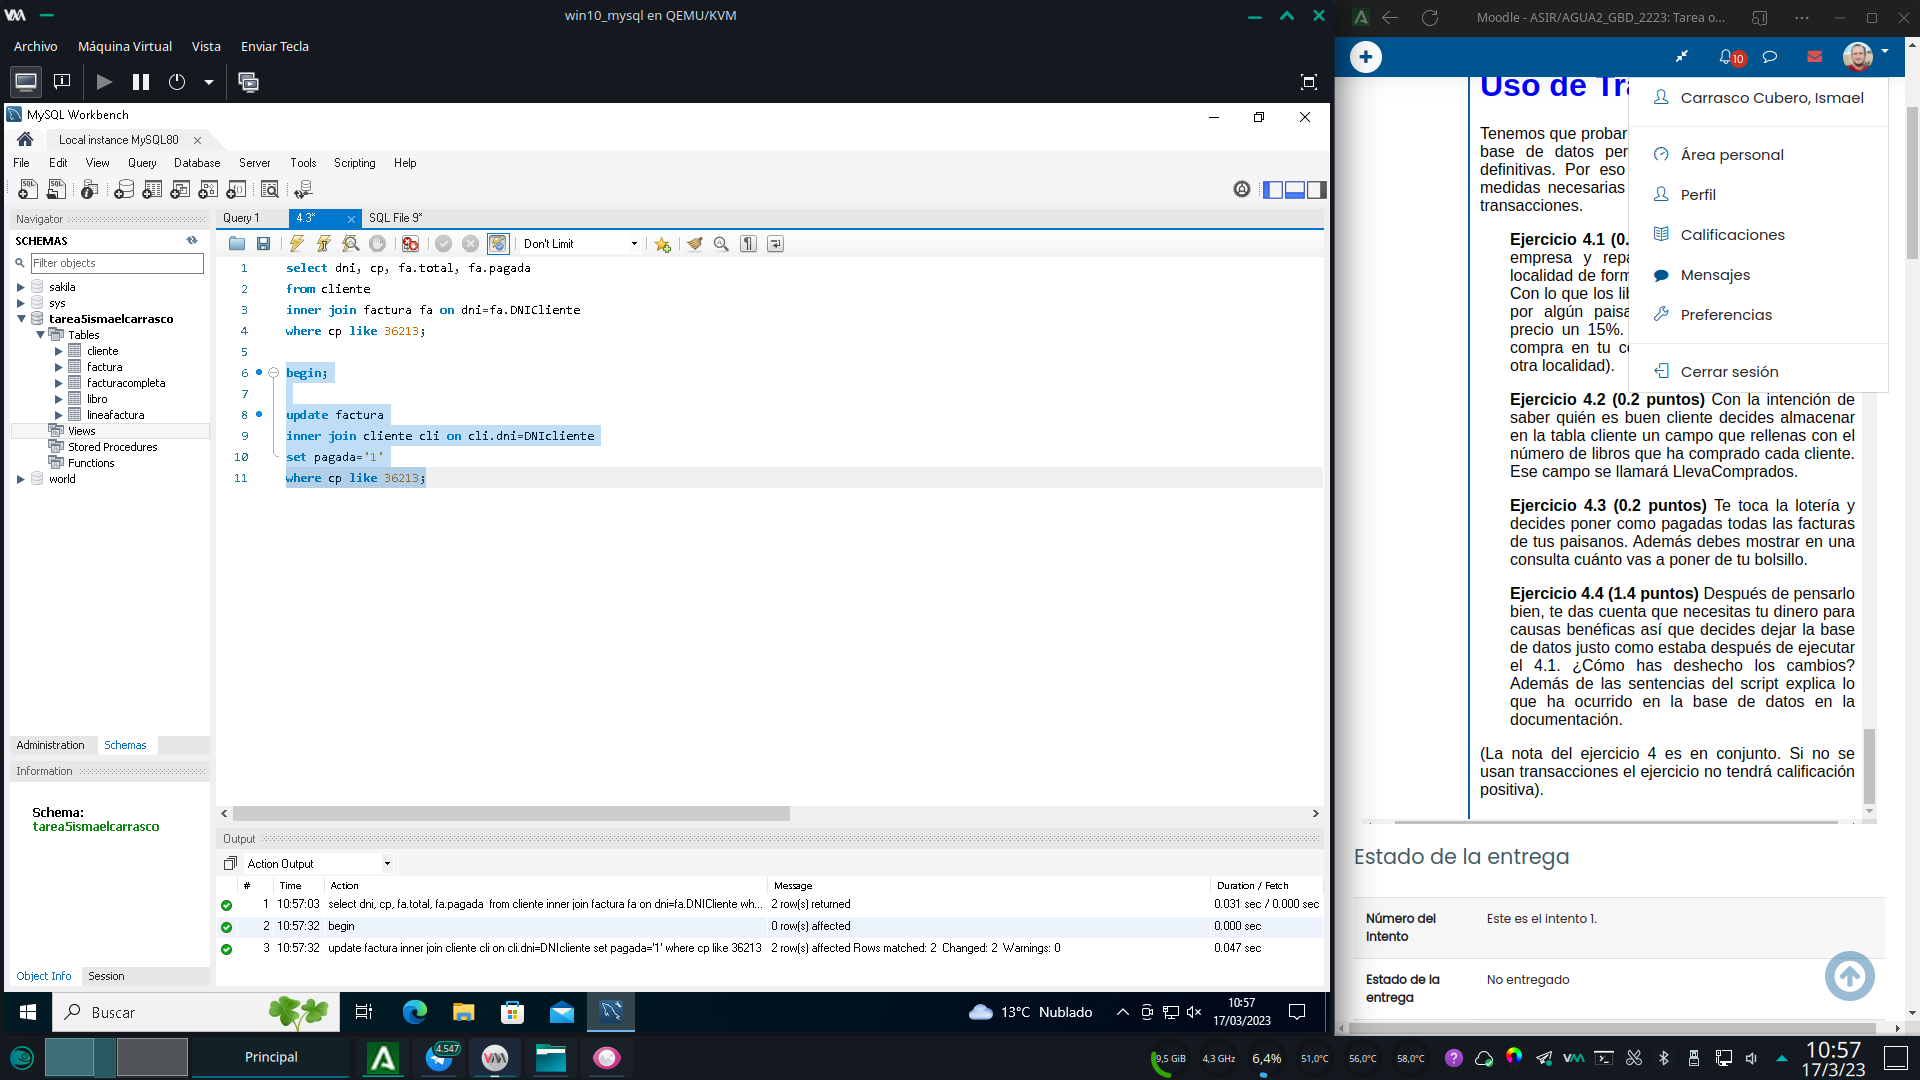 win10_mysql en QEMU/KVM
Archivo
Máquina Virtual
Vista
Enviar Tecla
MySQL Workbench
Local instance MySQL80
File
Edit
View
Query
Database
Server
Tools
Scripting
Help
Navigator
SCHEMAS
Filter objects
sakila
sys
tarea5ismaelcarrasco
Tables
cliente
factura
facturacompleta
libro
lineafactura
Views
Stored Procedures
Functions
world
Administration
Schemas
Information
Schema:
tarea5ismaelcarrasco
Object Info
Session
Query 1
4.3*
SQL File 9*
Don't Limit
1 select dni, cp, fa.total, fa.pagada
2 from cliente
3 inner join factura fa on dni=fa.DNICliente
4 where cp like 36213;
5
6 begin;
7
8 update factura
9 inner join cliente cli on cli.dni=DNIcliente
10 set pagada='1'
11 where cp like 36213;
Output
Action Output
# Time Action Message Duration / Fetch
1 10:57:03 select dni, cp, fa.total, fa.pagada from cliente inner join factura fa on dni=fa.DNICliente wh... 2 row(s) returned 0.031 sec / 0.000 sec
2 10:57:32 begin 0 row(s) affected 0.000 sec
3 10:57:32 update factura inner join cliente cli on cli.dni=DNIcliente set pagada='1' where cp like 36213 2 row(s) affected Rows matched: 2 Changed: 2 Warnings: 0 0.047 sec
Buscar
13°C Nublado
10:57
17/03/2023
Moodle - ASIR/AGUA2_GBD_2223: Tarea o...
10
Uso de Tra
Tenemos que probar
base de datos per
definitivas. Por eso
medidas necesarias
transacciones.
Ejercicio 4.1 (0.
empresa y repa
localidad de form
Con lo que los lib
por algún paisa
precio un 15%.
compra en tu co
otra localidad).
Carrasco Cubero, Ismael
Área personal
Perfil
Calificaciones
Mensajes
Preferencias
Cerrar sesión
Ejercicio 4.2 (0.2 puntos) Con la intención de
saber quién es buen cliente decides almacenar
en la tabla cliente un campo que rellenas con el
número de libros que ha comprado cada cliente.
Ese campo se llamará LlevaComprados.
Ejercicio 4.3 (0.2 puntos) Te toca la lotería y
decides poner como pagadas todas las facturas
de tus paisanos. Además debes mostrar en una
consulta cuánto vas a poner de tu bolsillo.
Ejercicio 4.4 (1.4 puntos) Después de pensarlo
bien, te das cuenta que necesitas tu dinero para
causas benéficas así que decides dejar la base
de datos justo como estaba después de ejecutar
el 4.1. ¿Cómo has deshecho los cambios?
Además de las sentencias del script explica lo
que ha ocurrido en la base de datos en la
documentación.
(La nota del ejercicio 4 es en conjunto. Si no se
usan transacciones el ejercicio no tendrá calificación
positiva).
Estado de la entrega
Número del
Intento
Este es el intento 1.
Estado de la
entrega
No entregado
Principal
4.547
9,5 GiB
4,3 GHz
6,4%
51,0°C
56,0°C
58,0°C
10:57
17/3/23